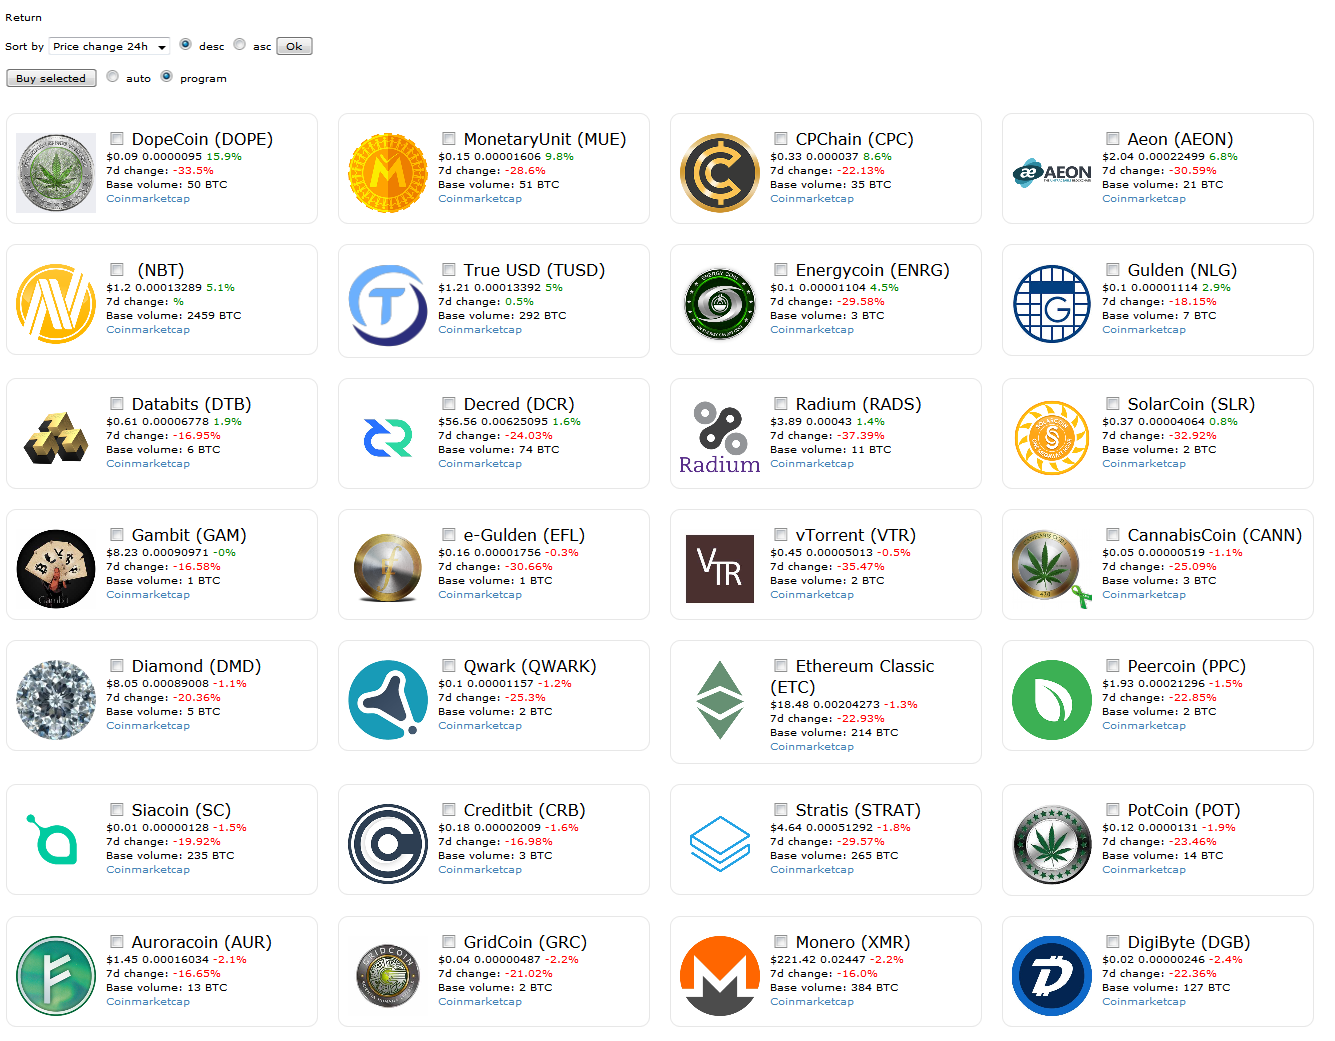 Return
Sort by Price change 24h desc asc Ok
Buy selected auto program
DopeCoin (DOPE)
$0.09 0.0000095 15.9%
7d change: -33.5%
Base volume: 50 BTC
Coinmarketcap
MonetaryUnit (MUE)
$0.15 0.00001606 9.8%
7d change: -28.6%
Base volume: 51 BTC
Coinmarketcap
CPChain (CPC)
$0.33 0.000037 8.6%
7d change: -22.13%
Base volume: 35 BTC
Coinmarketcap
æ AEON
Aeon (AEON)
$2.04 0.00022499 6.8%
7d change: -30.59%
Base volume: 21 BTC
Coinmarketcap
(NBT)
$1.2 0.00013289 5.1%
7d change: %
Base volume: 2459 BTC
Coinmarketcap
T
True USD (TUSD)
$1.21 0.00013392 5%
7d change: 0.5%
Base volume: 292 BTC
Coinmarketcap
Energycoin (ENRG)
$0.1 0.00001104 4.5%
7d change: -29.58%
Base volume: 3 BTC
Coinmarketcap
G
Gulden (NLG)
$0.1 0.00001114 2.9%
7d change: -18.15%
Base volume: 7 BTC
Coinmarketcap
Databits (DTB)
$0.61 0.00006778 1.9%
7d change: -16.95%
Base volume: 6 BTC
Coinmarketcap
Decred (DCR)
$56.56 0.00625095 1.6%
7d change: -24.03%
Base volume: 74 BTC
Coinmarketcap
Radium
Radium (RADS)
$3.89 0.00043 1.4%
7d change: -37.39%
Base volume: 11 BTC
Coinmarketcap
SolarCoin (SLR)
$0.37 0.00004064 0.8%
7d change: -32.92%
Base volume: 2 BTC
Coinmarketcap
Gambit
Gambit (GAM)
$8.23 0.00090971 -0%
7d change: -16.58%
Base volume: 1 BTC
Coinmarketcap
e-Gulden (EFL)
$0.16 0.00001756 -0.3%
7d change: -30.66%
Base volume: 1 BTC
Coinmarketcap
VTR
vTorrent (VTR)
$0.45 0.00005013 -0.5%
7d change: -35.47%
Base volume: 2 BTC
Coinmarketcap
CannabisCoin (CANN)
$0.05 0.00000519 -1.1%
7d change: -25.09%
Base volume: 3 BTC
Coinmarketcap
Diamond (DMD)
$8.05 0.00089008 -1.1%
7d change: -20.36%
Base volume: 5 BTC
Coinmarketcap
Qwark (QWARK)
$0.1 0.00001157 -1.2%
7d change: -25.3%
Base volume: 2 BTC
Coinmarketcap
Ethereum Classic
(ETC)
$18.48 0.00204273 -1.3%
7d change: -22.93%
Base volume: 214 BTC
Coinmarketcap
Peercoin (PPC)
$1.93 0.00021296 -1.5%
7d change: -22.85%
Base volume: 2 BTC
Coinmarketcap
Siacoin (SC)
$0.01 0.00000128 -1.5%
7d change: -19.92%
Base volume: 235 BTC
Coinmarketcap
Creditbit (CRB)
$0.18 0.00002009 -1.6%
7d change: -16.98%
Base volume: 3 BTC
Coinmarketcap
Stratis (STRAT)
$4.64 0.00051292 -1.8%
7d change: -29.57%
Base volume: 265 BTC
Coinmarketcap
PotCoin (POT)
$0.12 0.0000131 -1.9%
7d change: -23.46%
Base volume: 14 BTC
Coinmarketcap
Auroracoin (AUR)
$1.45 0.00016034 -2.1%
7d change: -16.65%
Base volume: 13 BTC
Coinmarketcap
GRIDCOIN
GridCoin (GRC)
$0.04 0.00000487 -2.2%
7d change: -21.02%
Base volume: 2 BTC
Coinmarketcap
Monero (XMR)
$221.42 0.02447 -2.2%
7d change: -16.0%
Base volume: 384 BTC
Coinmarketcap
DigiByte (DGB)
$0.02 0.00000246 -2.4%
7d change: -22.36%
Base volume: 127 BTC
Coinmarketcap